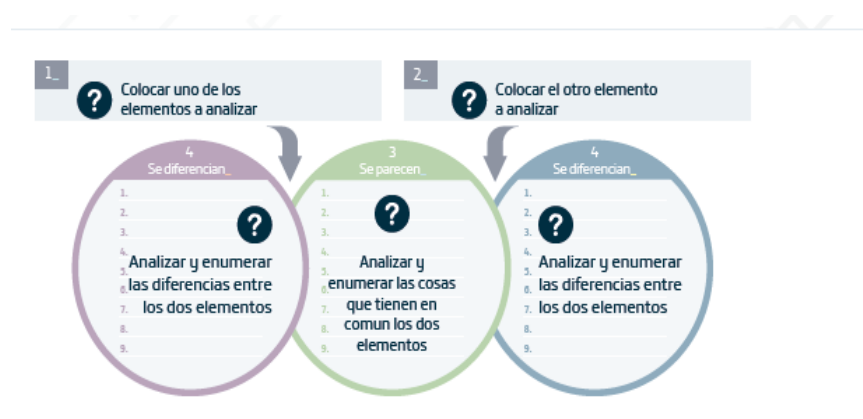 1_
Colocar uno de los
elementos a analizar
2_
Colocar el otro elemento
a analizar
4
Se diferencian_
1.
2.
3.
4.
5.
6.
7.
8.
9.
?
Analizar y enumerar
las diferencias entre
los dos elementos
3
Se parecen_
1.
2.
3.
4.
5.
6.
7.
8.
9.
?
Analizar y
enumerar las cosas
que tienen en
comun los dos
elementos
4
Se diferencian_
1.
2.
3.
4.
5.
6.
7.
8.
9.
?
Analizar y enumerar
las diferencias entre
los dos elementos